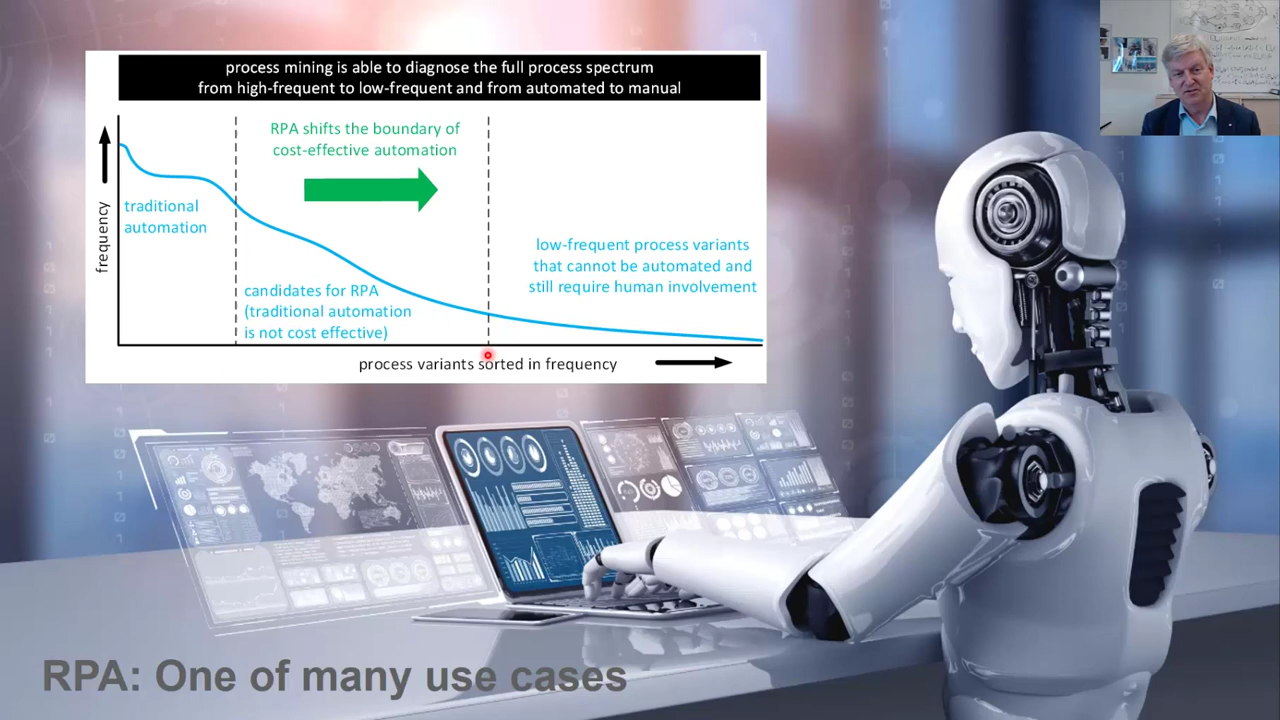 process mining is able to diagnose the full process spectrum
from high-frequent to low-frequent and from automated to manual
RPA shifts the boundary of
cost-effective automation
frequency
traditional
automation
candidates for RPA
(traditional automation
is not cost effective)
low-frequent process variants
that cannot be automated and
still require human involvement
process variants sorted in frequency
RPA: One of many use cases